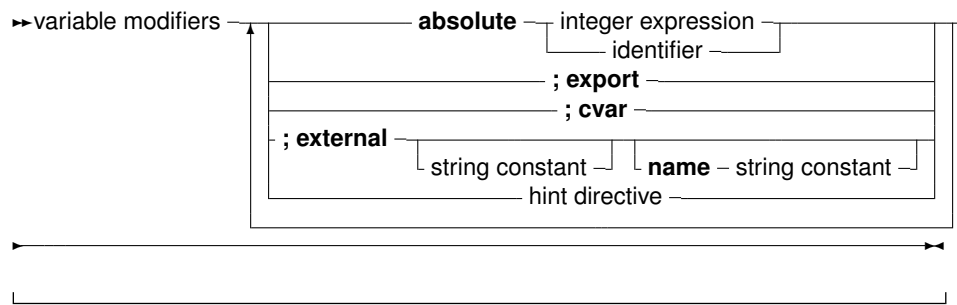 variable modifiers absolute integer expression
identifier
; export
; cvar
; external
string constant name string constant
hint directive